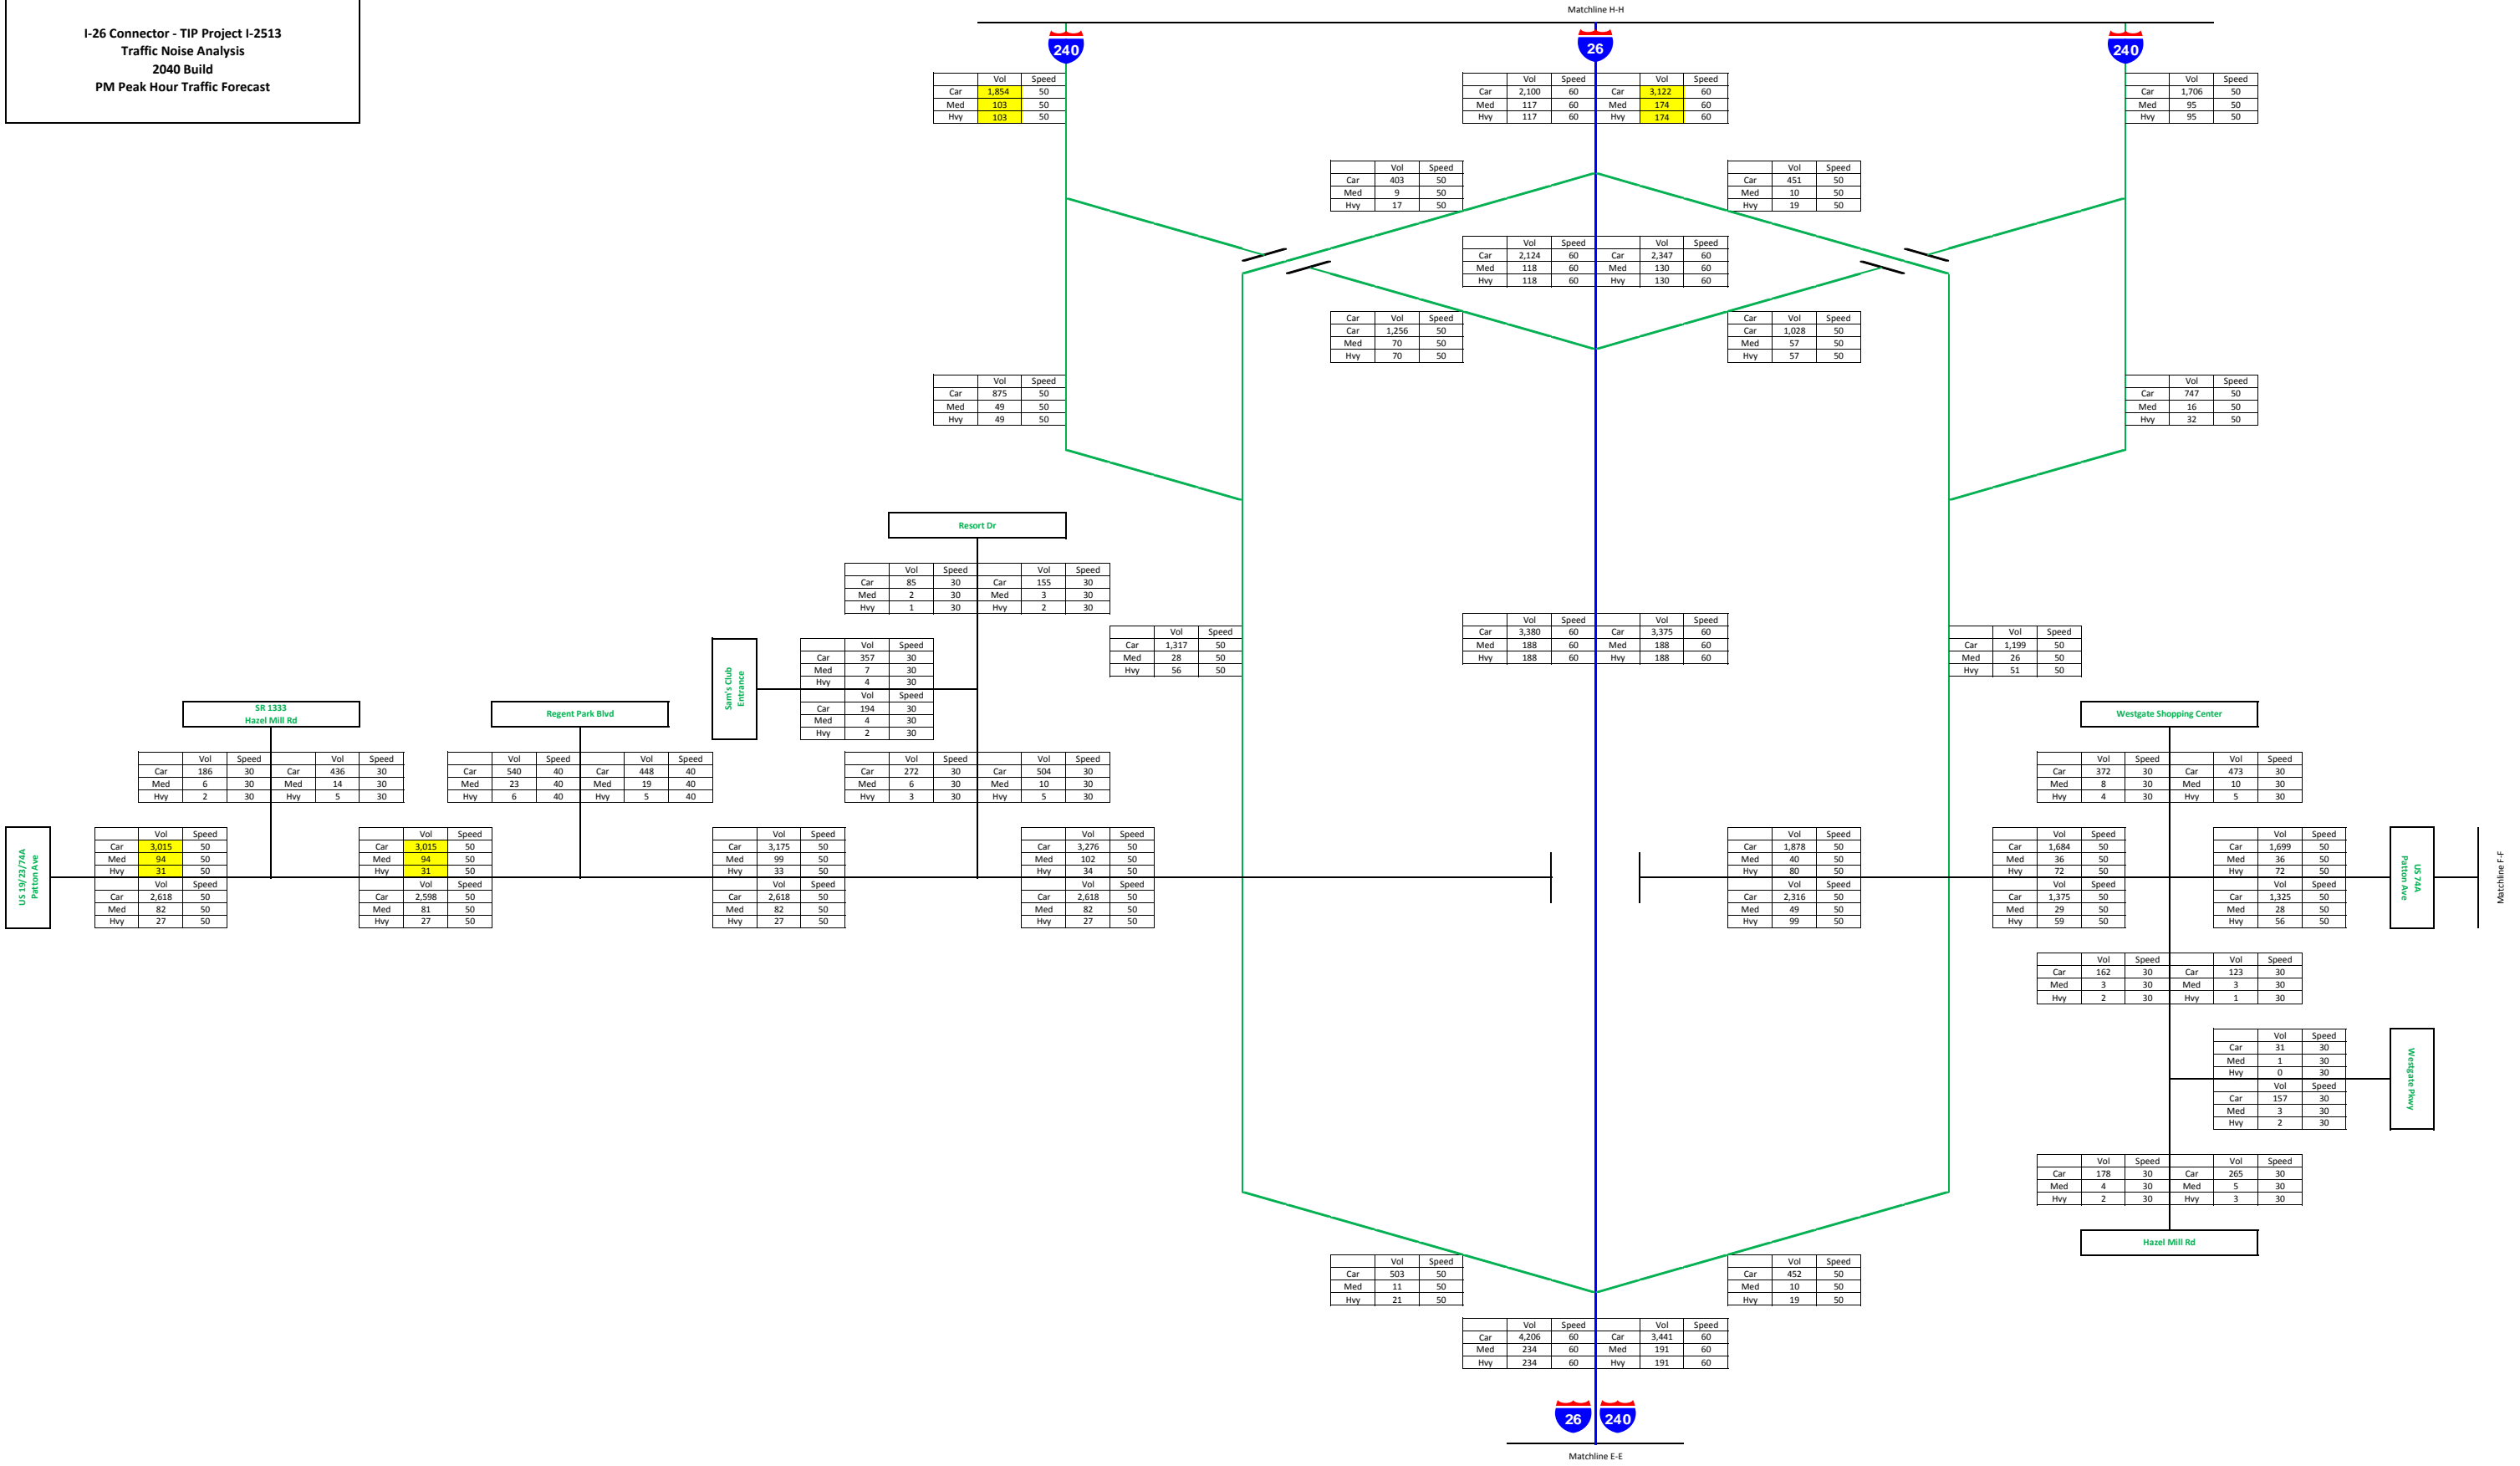 Matchline H-H
I-26 Connector - TIP Project I-2513
Traffic Noise Analysis
2040 Build
PM Peak Hour Traffic Forecast
240
26
240
Vol Speed
Car 1,854 50
Med 103 50
Hvy 103 50
Vol Speed Vol Speed
Car 2,100 60 Car 3,122 60
Med 117 60 Med 174 60
Hvy 117 60 Hvy 174 60
Vol Speed
Car 1,706 50
Med 95 50
Hvy 95 50
Vol Speed
Car 403 50
Med 9 50
Hvy 17 50
Vol Speed
Car 451 50
Med 10 50
Hvy 19 50
Vol Speed Vol Speed
Car 2,124 60 Car 2,347 60
Med 118 60 Med 130 60
Hvy 118 60 Hvy 130 60
Car Vol Speed
Car 1,256 50
Med 70 50
Hvy 70 50
Car Vol Speed
Car 1,028 50
Med 57 50
Hvy 57 50
Vol Speed
Car 875 50
Med 49 50
Hvy 49 50
Vol Speed
Car 747 50
Med 16 50
Hvy 32 50
Resort Dr
Vol Speed Vol Speed
Car 85 30 Car 155 30
Med 2 30 Med 3 30
Hvy 1 30 Hvy 2 30
Vol Speed
Car 1,317 50
Med 28 50
Hvy 56 50
Vol Speed Vol Speed
Car 3,380 60 Car 3,375 60
Med 188 60 Med 188 60
Hvy 188 60 Hvy 188 60
Vol Speed
Car 1,199 50
Med 26 50
Hvy 51 50
Sam's Club
Entrance
Vol Speed
Car 357 30
Med 7 30
Hvy 4 30
Vol Speed
Car 194 30
Med 4 30
Hvy 2 30
SR 1333
Hazel Mill Rd
Regent Park Blvd
Westgate Shopping Center
Vol Speed Vol Speed
Car 186 30 Car 436 30
Med 6 30 Med 14 30
Hvy 2 30 Hvy 5 30
Vol Speed Vol Speed
Car 540 40 Car 448 40
Med 23 40 Med 19 40
Hvy 6 40 Hvy 5 40
Vol Speed Vol Speed
Car 272 30 Car 504 30
Med 6 30 Med 10 30
Hvy 3 30 Hvy 5 30
Vol Speed Vol Speed
Car 372 30 Car 473 30
Med 8 30 Med 10 30
Hvy 4 30 Hvy 5 30
US 19/23/74A
Patton Ave
Vol Speed
Car 3,015 50
Med 94 50
Hvy 31 50
Vol Speed
Car 2,618 50
Med 82 50
Hvy 27 50
Vol Speed
Car 3,015 50
Med 94 50
Hvy 31 50
Vol Speed
Car 2,598 50
Med 81 50
Hvy 27 50
Vol Speed
Car 3,175 50
Med 99 50
Hvy 33 50
Vol Speed
Car 2,618 50
Med 82 50
Hvy 27 50
Vol Speed
Car 3,276 50
Med 102 50
Hvy 34 50
Vol Speed
Car 2,618 50
Med 82 50
Hvy 27 50
Vol Speed
Car 1,878 50
Med 40 50
Hvy 80 50
Vol Speed
Car 2,316 50
Med 49 50
Hvy 99 50
Vol Speed
Car 1,684 50
Med 36 50
Hvy 72 50
Vol Speed
Car 1,375 50
Med 29 50
Hvy 59 50
Vol Speed
Car 1,699 50
Med 36 50
Hvy 72 50
Vol Speed
Car 1,325 50
Med 28 50
Hvy 56 50
US 74A
Patton Ave
Matchline F-F
Vol Speed Vol Speed
Car 162 30 Car 123 30
Med 3 30 Med 3 30
Hvy 2 30 Hvy 1 30
Vol Speed
Car 31 30
Med 1 30
Hvy 0 30
Vol Speed
Car 157 30
Med 3 30
Hvy 2 30
Westgate Pkwy
Vol Speed Vol Speed
Car 178 30 Car 265 30
Med 4 30 Med 5 30
Hvy 2 30 Hvy 3 30
Hazel Mill Rd
Vol Speed
Car 503 50
Med 11 50
Hvy 21 50
Vol Speed
Car 452 50
Med 10 50
Hvy 19 50
Vol Speed Vol Speed
Car 4,206 60 Car 3,441 60
Med 234 60 Med 191 60
Hvy 234 60 Hvy 191 60
26 240
Matchline E-E